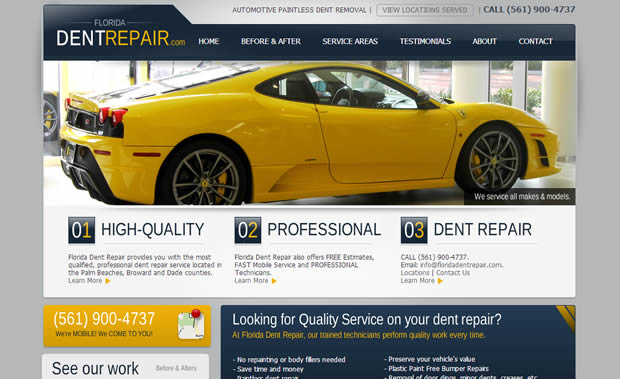 AUTOMOTIVE PAINTLESS DENT REMOVAL | VIEW LOCATIONS SERVED | CALL (561) 900-4737
FLORIDA
DENTREPAIR.com
HOME BEFORE & AFTER SERVICE AREAS TESTIMONIALS ABOUT CONTACT
We service all makes & models.
01 HIGH-QUALITY
Florida Dent Repair provides you with the most
qualified, professional dent repair service located in
the Palm Beaches, Broward and Dade counties.
Learn More
02 PROFESSIONAL
Florida Dent Repair also offers FREE Estimates,
FAST Mobile Service and PROFESSIONAL
Technicians.
Learn More
03 DENT REPAIR
CALL (561) 900-4737.
Email: info@floridadentrepair.com.
Locations | Contact Us
Learn More
(561) 900-4737
We're MOBILE! We COME TO YOU!
See our work
Before & Afters
Looking for Quality Service on your dent repair?
At Florida Dent Repair, our trained technicians perform quality work every time.
- No repainting or body fillers needed
- Save time and money
- Paintless dent repair
- Preserve your vehicle's value
- Plastic Paint Free Bumper Repairs
- Removal of door dings, minor dents, creases, etc.